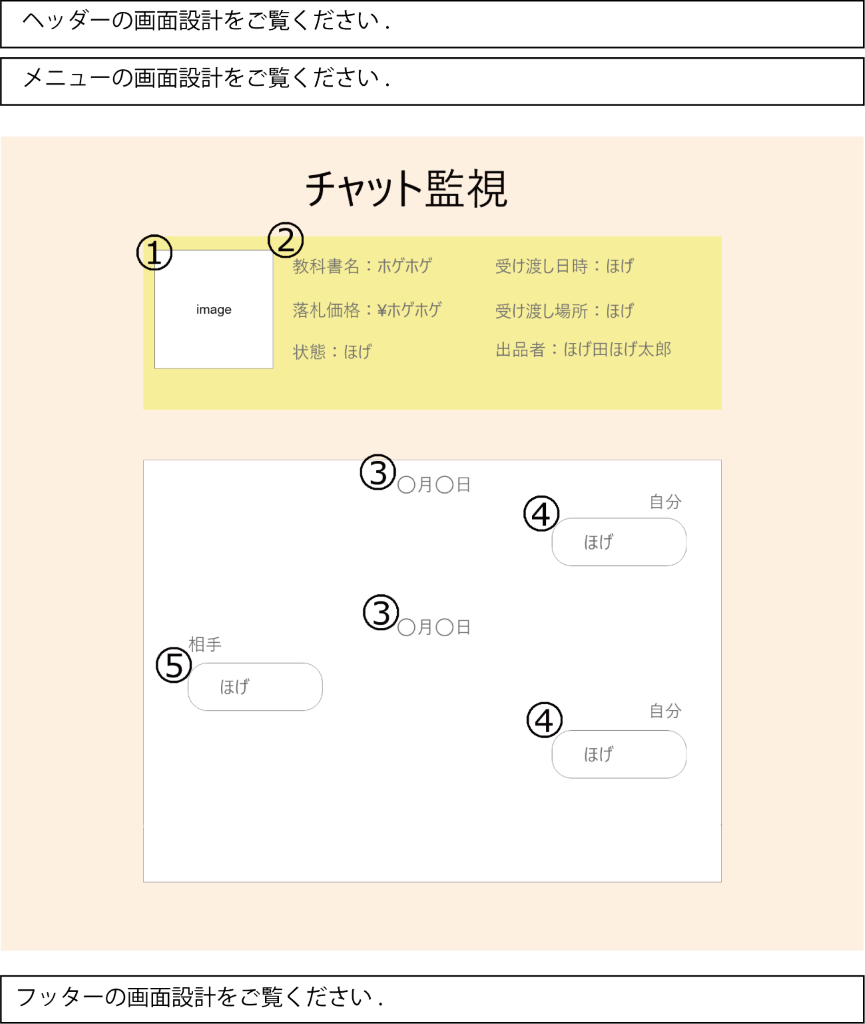 ヘッダーの画面設計をご覧ください.
メニューの画面設計をご覧ください.
チャット監視
①
②
image
教科書名：ホゲホゲ
受け渡し日時：ほげ
落札価格：¥ホゲホゲ
受け渡し場所：ほげ
状態：ほげ
出品者：ほげ田ほげ太郎
③
〇月〇日
自分
④
ほげ
③
〇月〇日
相手
⑤
ほげ
自分
④
ほげ
フッターの画面設計をご覧ください.